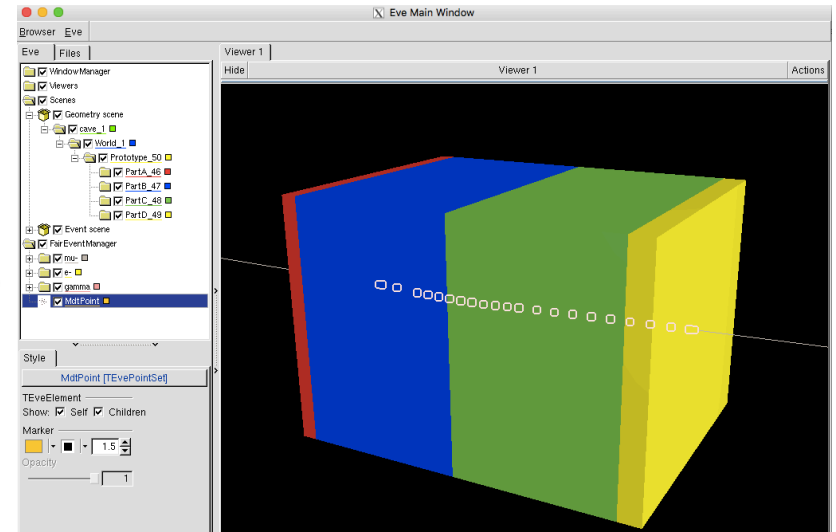 Eve Main Window
Browser Eve
Eve Files
Viewer 1
Hide Viewer 1 Actions
WindowManager
Viewers
Scenes
Geometry scene
cave_1
World_1
Prototype_50
PartA_46
PartB_47
PartC_48
PartD_49
Event scene
FairEventManager
mu-
e-
gamma
MdtPoint
Style
MdtPoint [TEvePointSet]
TEveElement
Show: Self Children
Marker
1.5
Opacity
1